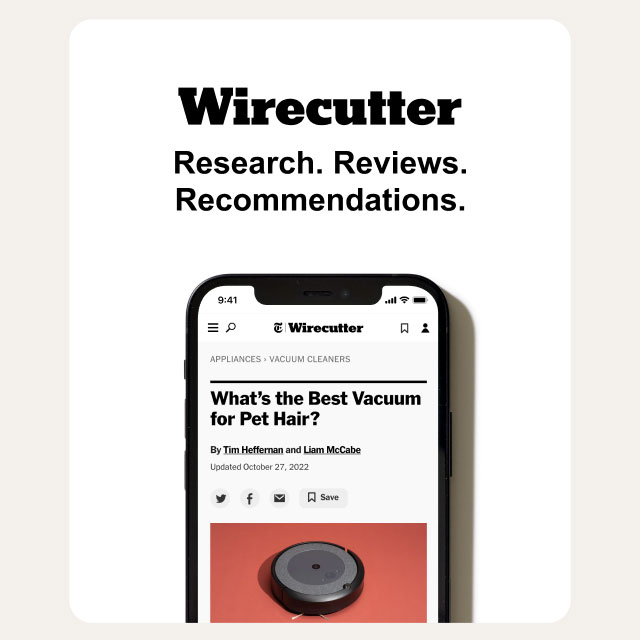 Wirecutter
Research. Reviews.
Recommendations.
9:41
T Wirecutter
APPLIANCES › VACUUM CLEANERS
What's the Best Vacuum
for Pet Hair?
By Tim Heffernan and Liam McCabe
Updated October 27, 2022
f Save